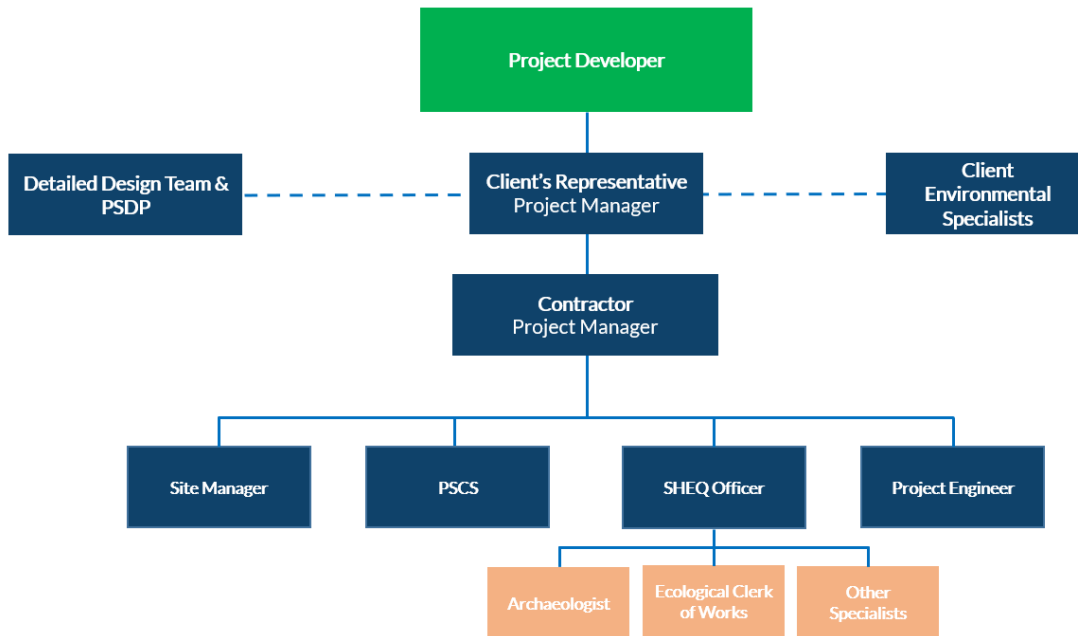 Project Developer
Detailed Design Team &
PSDP
Client's Representative
Project Manager
Client
Environmental
Specialists
Contractor
Project Manager
Site Manager
PSCS
SHEQ Officer
Project Engineer
Archaeologist
Ecological Clerk
of Works
Other
Specialists